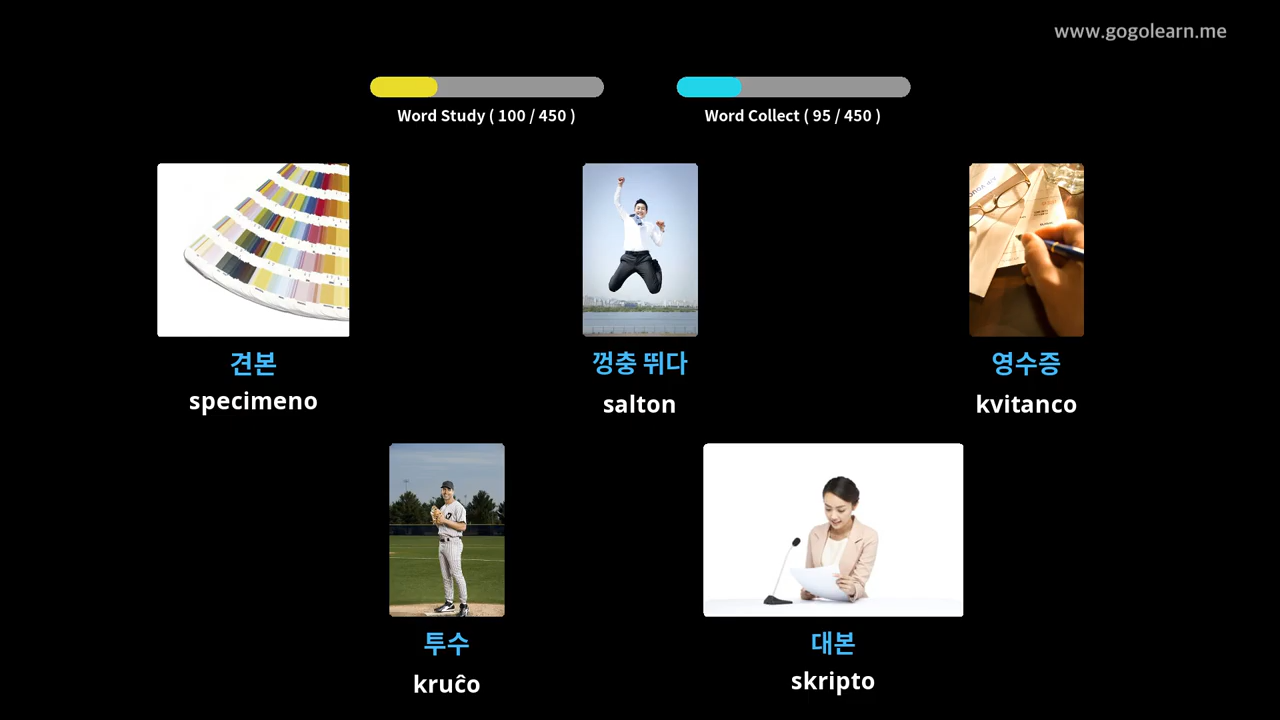 www.gogolearn.me
Word Study ( 100 / 450 )
Word Collect ( 95 / 450 )
견본
specimeno
껑충 뛰다
salton
영수증
kvitanco
투수
kruĉo
대본
skripto